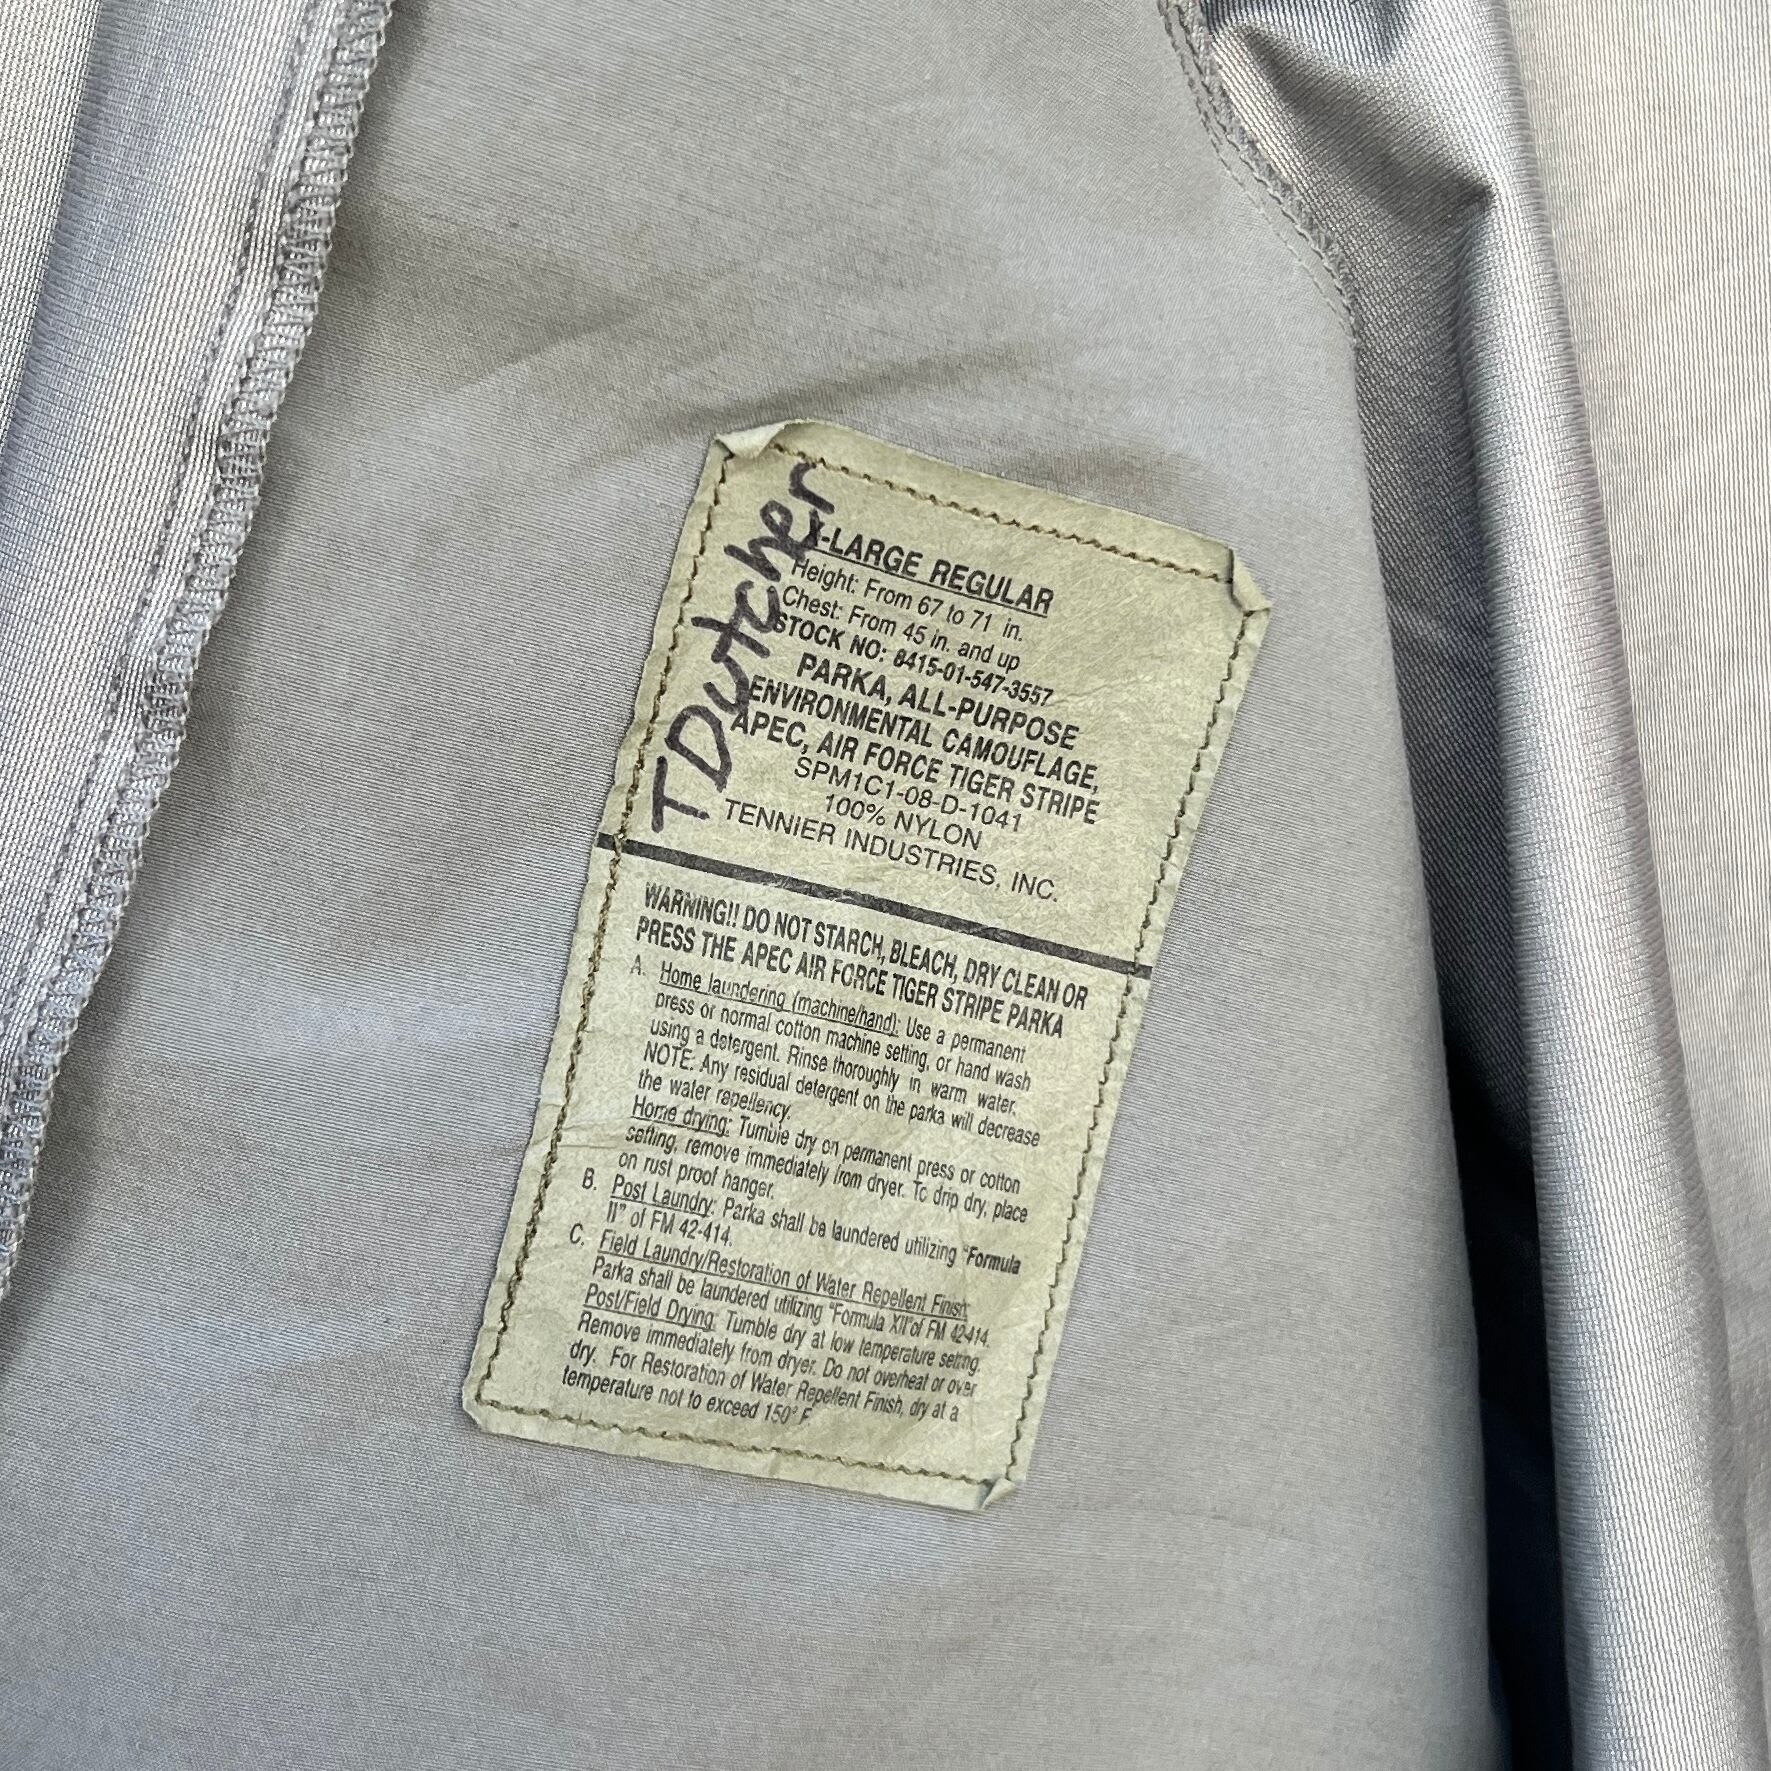 T Dutcher
X-LARGE REGULAR
Height: From 67 to 71 in.
Chest: From 45 in. and up
STOCK NO: 8415-01-547-3557
PARKA, ALL-PURPOSE
ENVIRONMENTAL CAMOUFLAGE,
APEC, AIR FORCE TIGER STRIPE
SPM1C1-08-D-1041
100% NYLON
TENNIER INDUSTRIES, INC.
WARNING!! DO NOT STARCH, BLEACH, DRY CLEAN OR
PRESS THE APEC AIR FORCE TIGER STRIPE PARKA
A. Home laundering (machine/hand): Use a permanent
press or normal cotton machine setting, or hand wash
using a detergent. Rinse thoroughly in warm water.
NOTE: Any residual detergent on the parka will decrease
the water repellency.
Home drying: Tumble dry on permanent press or cotton
setting, remove immediately from dryer. To drip dry, place
on rust proof hanger.
B. Post Laundry: Parka shall be laundered utilizing "Formula
II" of FM 42-414.
C. Field Laundry/Restoration of Water Repellent Finish:
Parka shall be laundered utilizing "Formula XII" of FM 42-414.
Post/Field Drying: Tumble dry at low temperature setting.
Remove immediately from dryer. Do not overheat or over
dry. For Restoration of Water Repellent Finish, dry at a
temperature not to exceed 150° F.